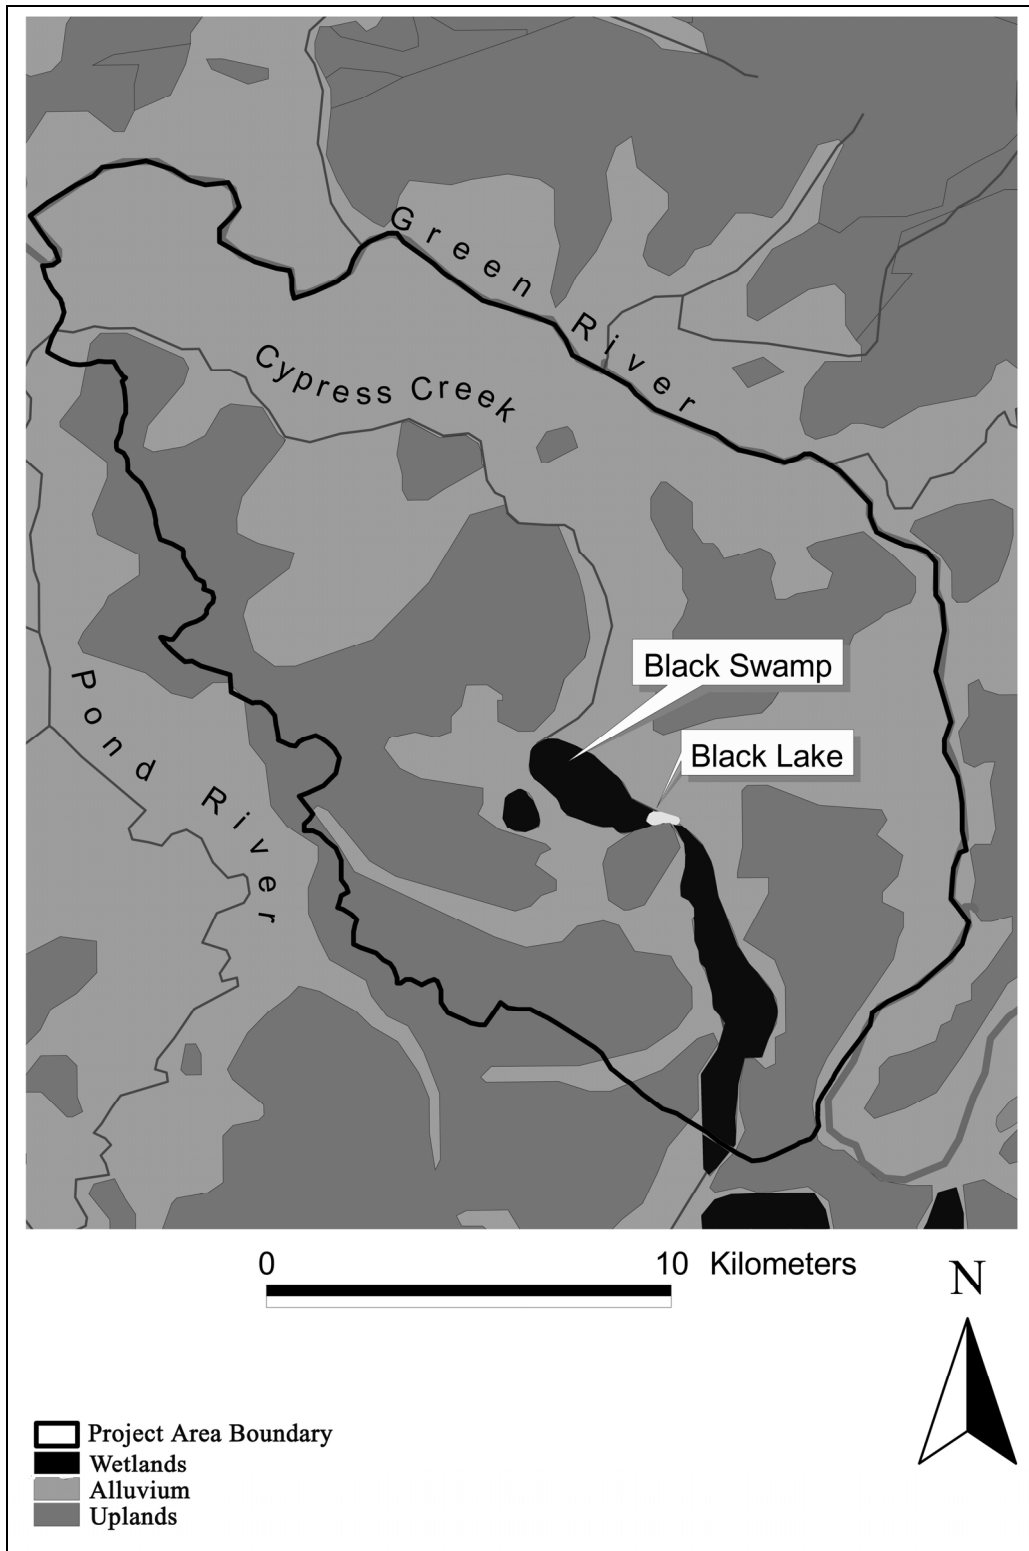 Green River
Cypress Creek
Black Swamp
Pond River
Black Lake
0 10 Kilometers
N
Project Area Boundary
Wetlands
Alluvium
Uplands